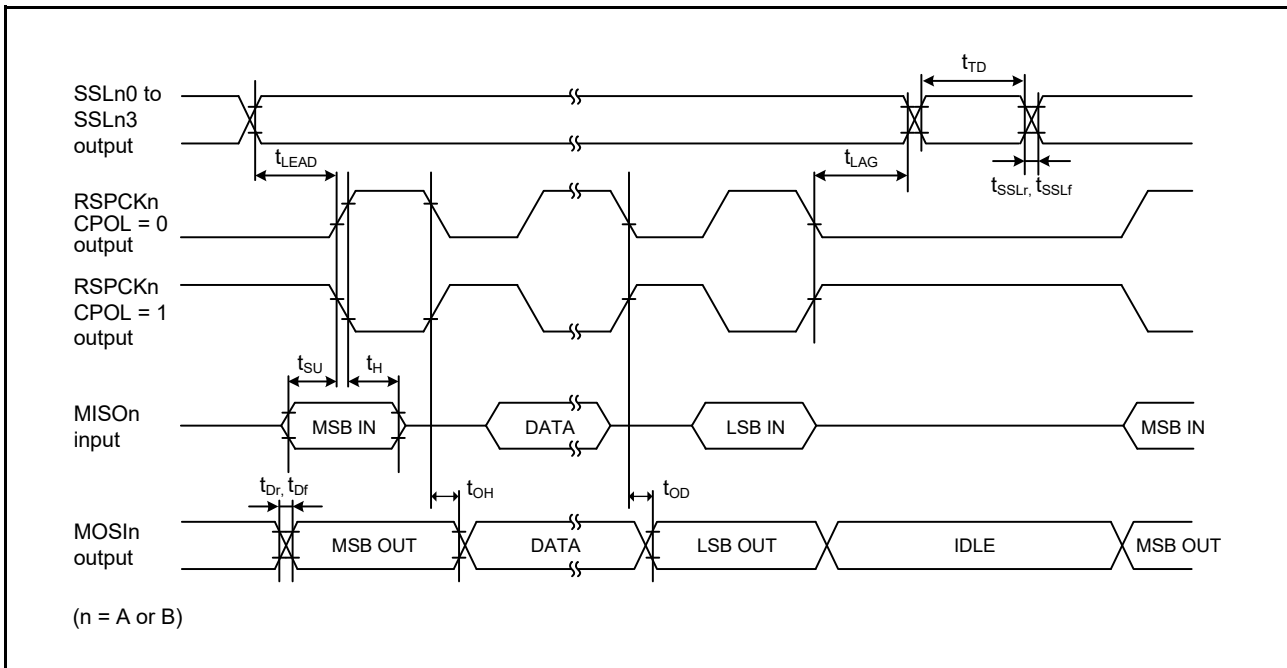 SSLn0 to
SSLn3
output
tTD
tLEAD
tLAG
tSSLr, tSSLf
RSPCKn
CPOL = 0
output
RSPCKn
CPOL = 1
output
tSU
tH
MISOn
input
MSB IN
DATA
LSB IN
MSB IN
tDr, tDf
tOH
tOD
MOSIn
output
MSB OUT
DATA
LSB OUT
IDLE
MSB OUT
(n = A or B)